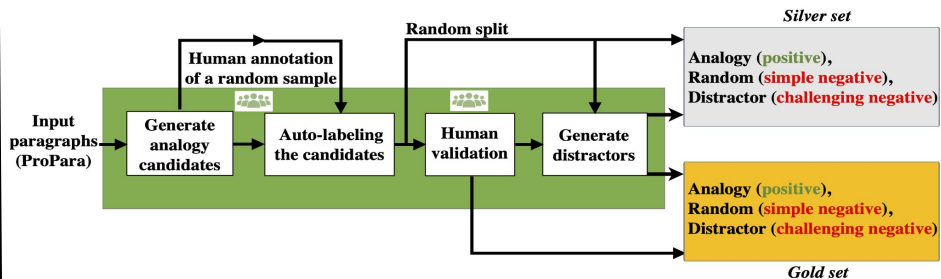 Silver set
Random split
Human annotation
of a random sample
Analogy (positive),
Random (simple negative),
Distractor (challenging negative)
Input
paragraphs
(ProPara)
Generate
analogy
candidates
Auto-labeling
the candidates
Human
validation
Generate
distractors
Analogy (positive),
Random (simple negative),
Distractor (challenging negative)
Gold set